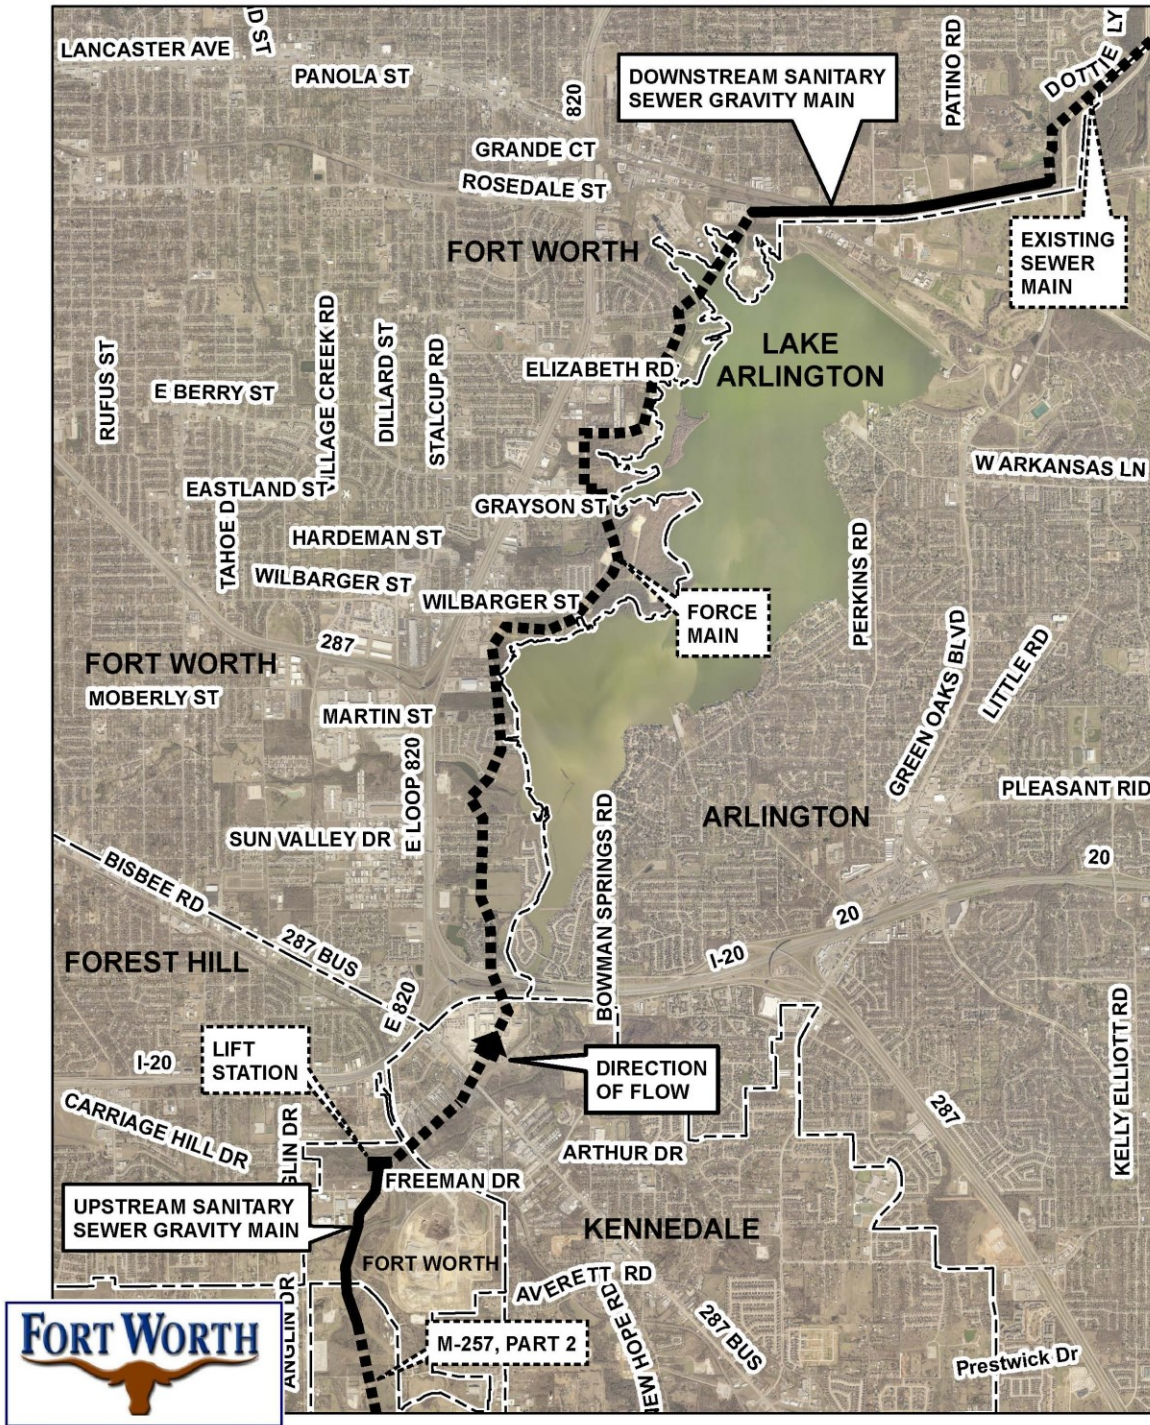 LANCASTER AVE
D ST
PANOLA ST
820
DOWNSTREAM SANITARY
SEWER GRAVITY MAIN
PATINO RD
DOTTIE LY
GRANDE CT
ROSEDALE ST
FORT WORTH
EXISTING
SEWER
MAIN
LAKE
ARLINGTON
RUFUS ST
E BERRY ST
VILLAGE CREEK RD
DILLARD ST
STALCUP RD
ELIZABETH RD
W ARKANSAS LN
EASTLAND ST
TAHOE D
GRAYSON ST
HARDEMAN ST
WILBARGER ST
WILBARGER ST
PERKINS RD
FORCE
MAIN
287
FORT WORTH
MOBERLY ST
MARTIN ST
GREEN OAKS BLVD
LITTLE RD
E LOOP 820
SUN VALLEY DR
BOWMAN SPRINGS RD
ARLINGTON
PLEASANT RID
20
BISBEE RD
287 BUS
20
I-20
FOREST HILL
E 820
LIFT
STATION
I-20
DIRECTION
OF FLOW
287
KELLY ELLIOTT RD
CARRIAGE HILL DR
GLIN DR
ARTHUR DR
FREEMAN DR
UPSTREAM SANITARY
SEWER GRAVITY MAIN
KENNEDALE
FORT WORTH
AVERETT RD
ANGLIN DR
NEW HOPE RD
287 BUS
M-257, PART 2
Prestwick Dr
FORT WORTH